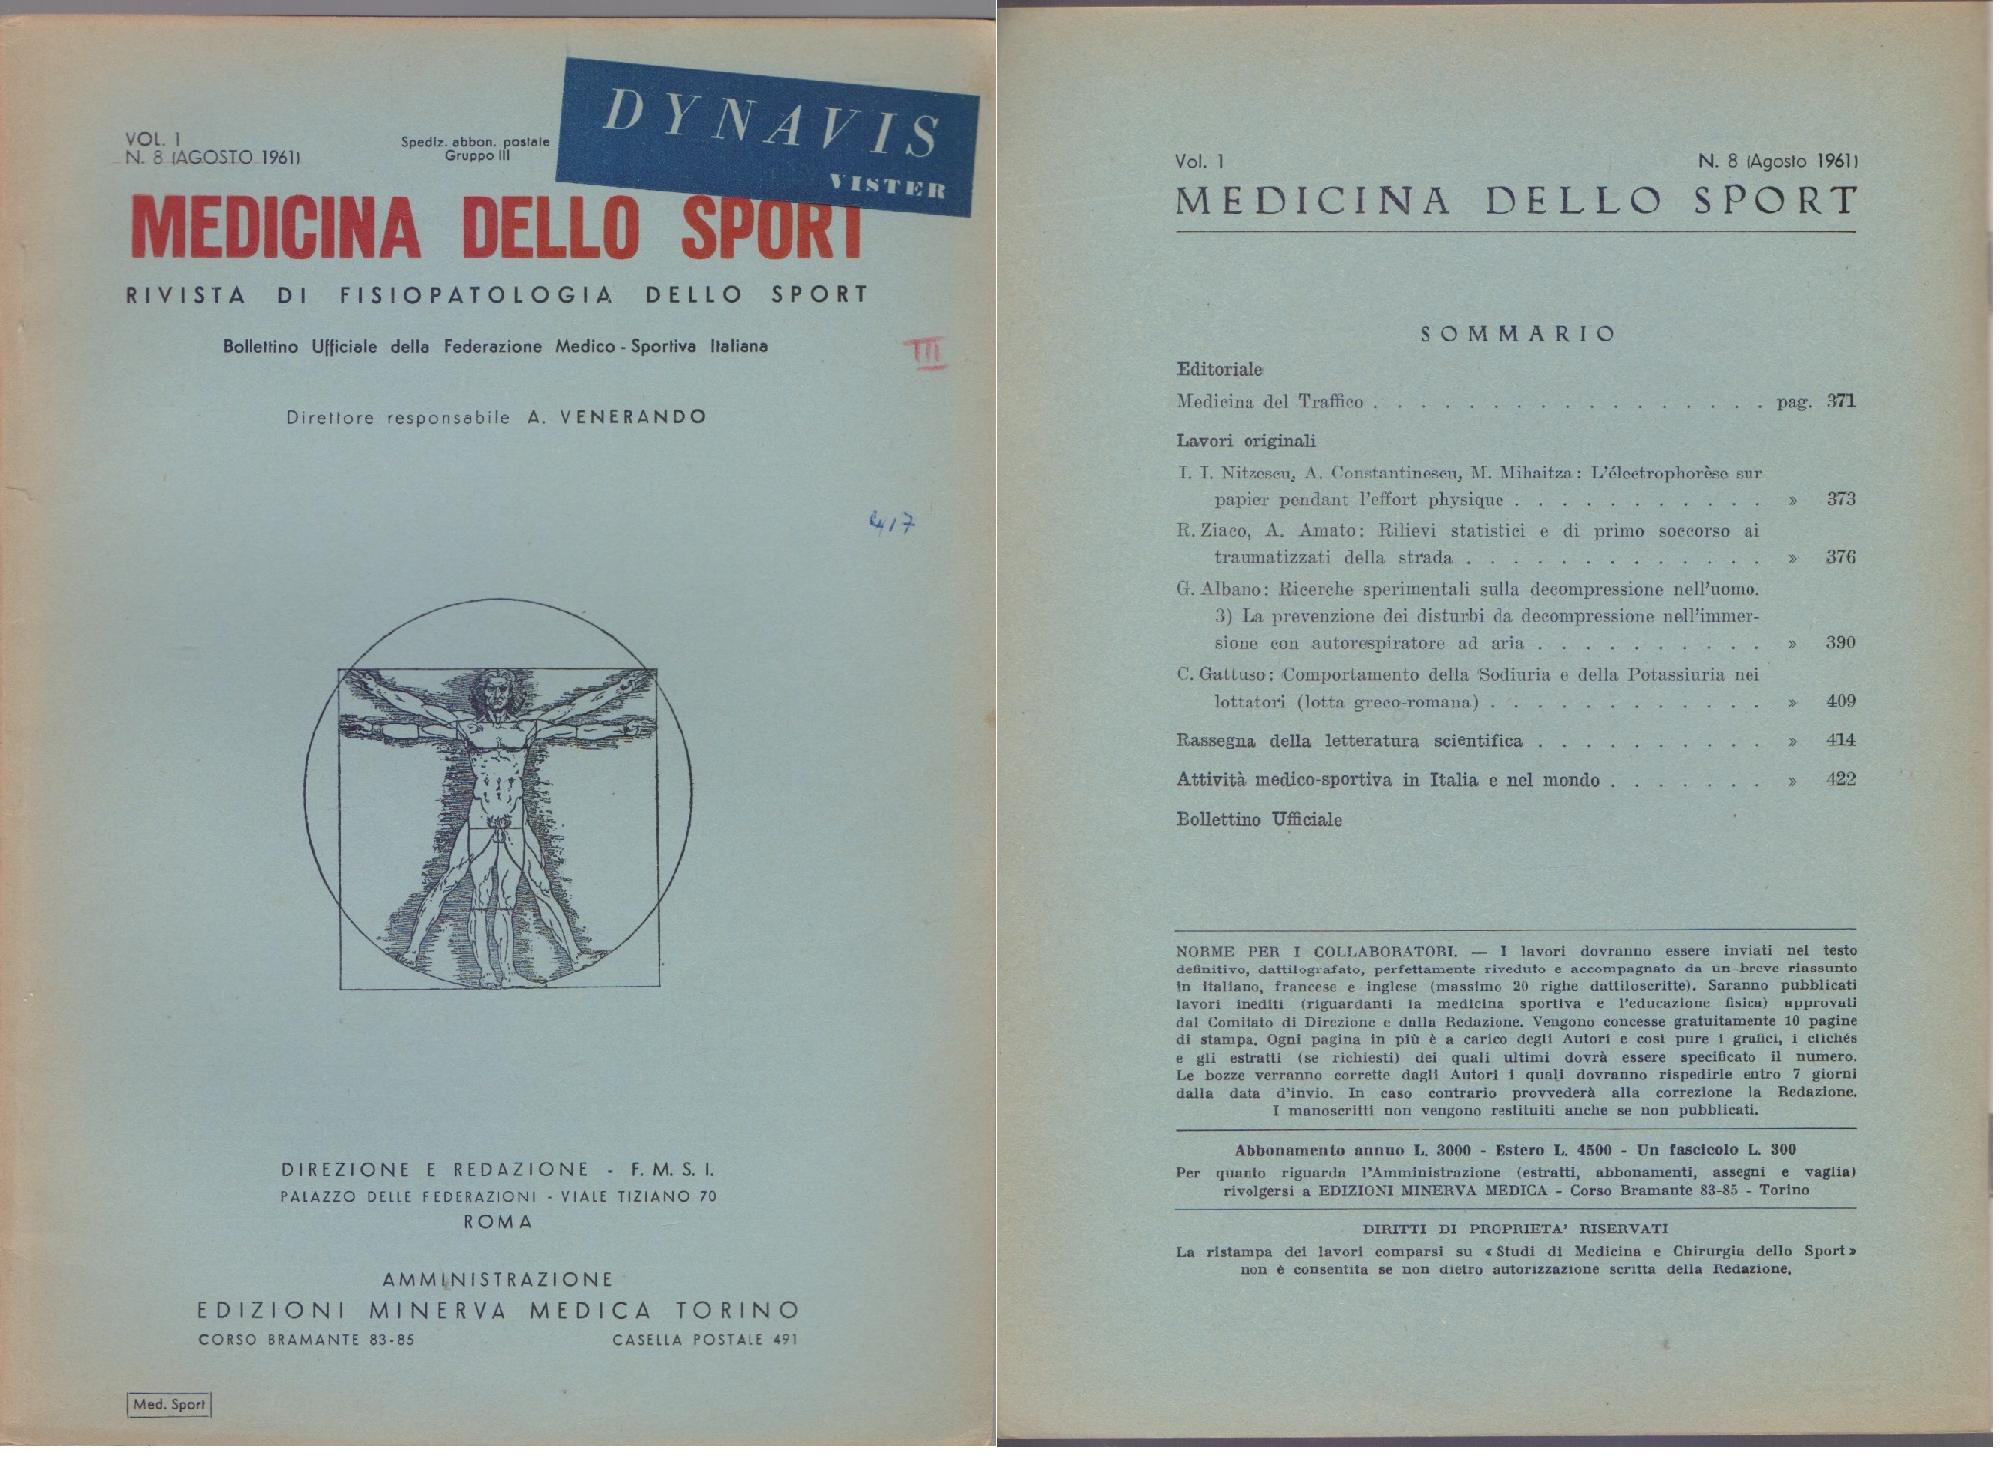 DYNAVIS
VISTER
VOL. 1
N. 8 (AGOSTO 1961)
Spediz. abbon. postale
Gruppo III
MEDICINA DELLO SPORT
RIVISTA DI FISIOPATOLOGIA DELLO SPORT
Bollettino Ufficiale della Federazione Medico-Sportiva Italiana
III
Direttore responsabile A. VENERANDO
DIREZIONE E REDAZIONE - F. M. S. I.
PALAZZO DELLE FEDERAZIONI - VIALE TIZIANO 70
ROMA
AMMINISTRAZIONE
EDIZIONI MINERVA MEDICA TORINO
CORSO BRAMANTE 83-85 CASELLA POSTALE 491
Med. Sport
Vol. 1 N. 8 (Agosto 1961)
MEDICINA DELLO SPORT
SOMMARIO
Editoriale
Medicina del Traffico . . . . . . . . . . . . . . . . . pag. 371
Lavori originali
I. I. Nitzescu, A. Constantinescu, M. Mihaitza: L'électrophorèse sur
papier pendant l'effort physique . . . . . . . . . . . » 373
R. Ziaco, A. Amato: Rilievi statistici e di primo soccorso ai
traumatizzati della strada . . . . . . . . . . . . . » 376
G. Albano: Ricerche sperimentali sulla decompressione nell'uomo.
3) La prevenzione dei disturbi da decompressione nell'immer-
sione con autorespiratore ad aria . . . . . . . . . . » 390
C. Gattuso: Comportamento della Sodiuria e della Potassiuria nei
lottatori (lotta greco-romana) . . . . . . . . . . . . » 409
Rassegna della letteratura scientifica . . . . . . . . . . » 414
Attività medico-sportiva in Italia e nel mondo . . . . . . . » 422
Bollettino Ufficiale
NORME PER I COLLABORATORI. — I lavori dovranno essere inviati nel testo
definitivo, dattilografato, perfettamente riveduto e accompagnato da un breve riassunto
in italiano, francese e inglese (massimo 20 righe dattiloscritte). Saranno pubblicati
lavori inediti (riguardanti la medicina sportiva e l'educazione fisica) approvati
dal Comitato di Direzione e dalla Redazione. Vengono concesse gratuitamente 10 pagine
di stampa. Ogni pagina in più è a carico degli Autori e così pure i grafici, i clichés
e gli estratti (se richiesti) dei quali ultimi dovrà essere specificato il numero.
Le bozze verranno corrette dagli Autori i quali dovranno rispedirle entro 7 giorni
dalla data d'invio. In caso contrario provvederà alla correzione la Redazione.
I manoscritti non vengono restituiti anche se non pubblicati.
Abbonamento annuo L. 3000 - Estero L. 4500 - Un fascicolo L. 300
Per quanto riguarda l'Amministrazione (estratti, abbonamenti, assegni e vaglia)
rivolgersi a EDIZIONI MINERVA MEDICA - Corso Bramante 83-85 - Torino
DIRITTI DI PROPRIETA' RISERVATI
La ristampa dei lavori comparsi su «Studi di Medicina e Chirurgia dello Sport»
non è consentita se non dietro autorizzazione scritta della Redazione.